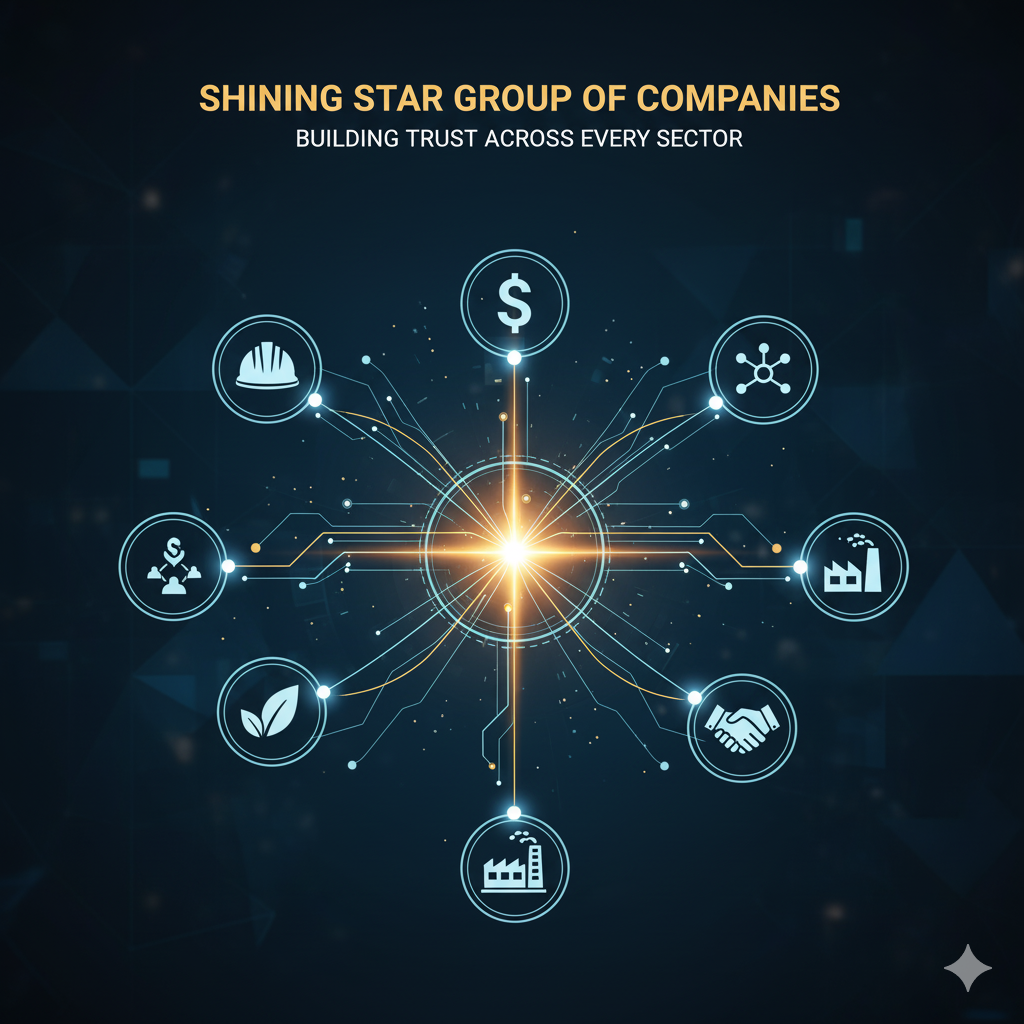 SHINING STAR GROUP OF COMPANIES
BUILDING TRUST ACROSS EVERY SECTOR
$
$